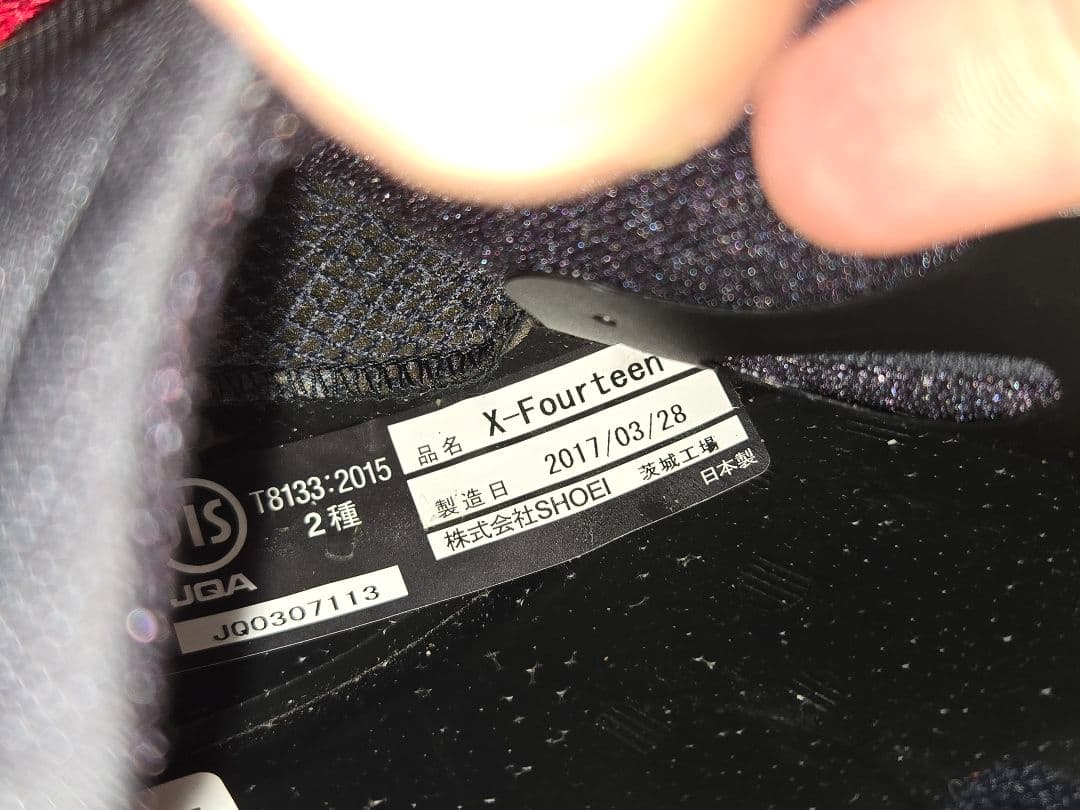 JIS
T8133:2015
2種
JQA
JQ0307113
品名 X-Fourteen
製造日 2017/03/28
株式会社SHOEI 茨城工場
日本製